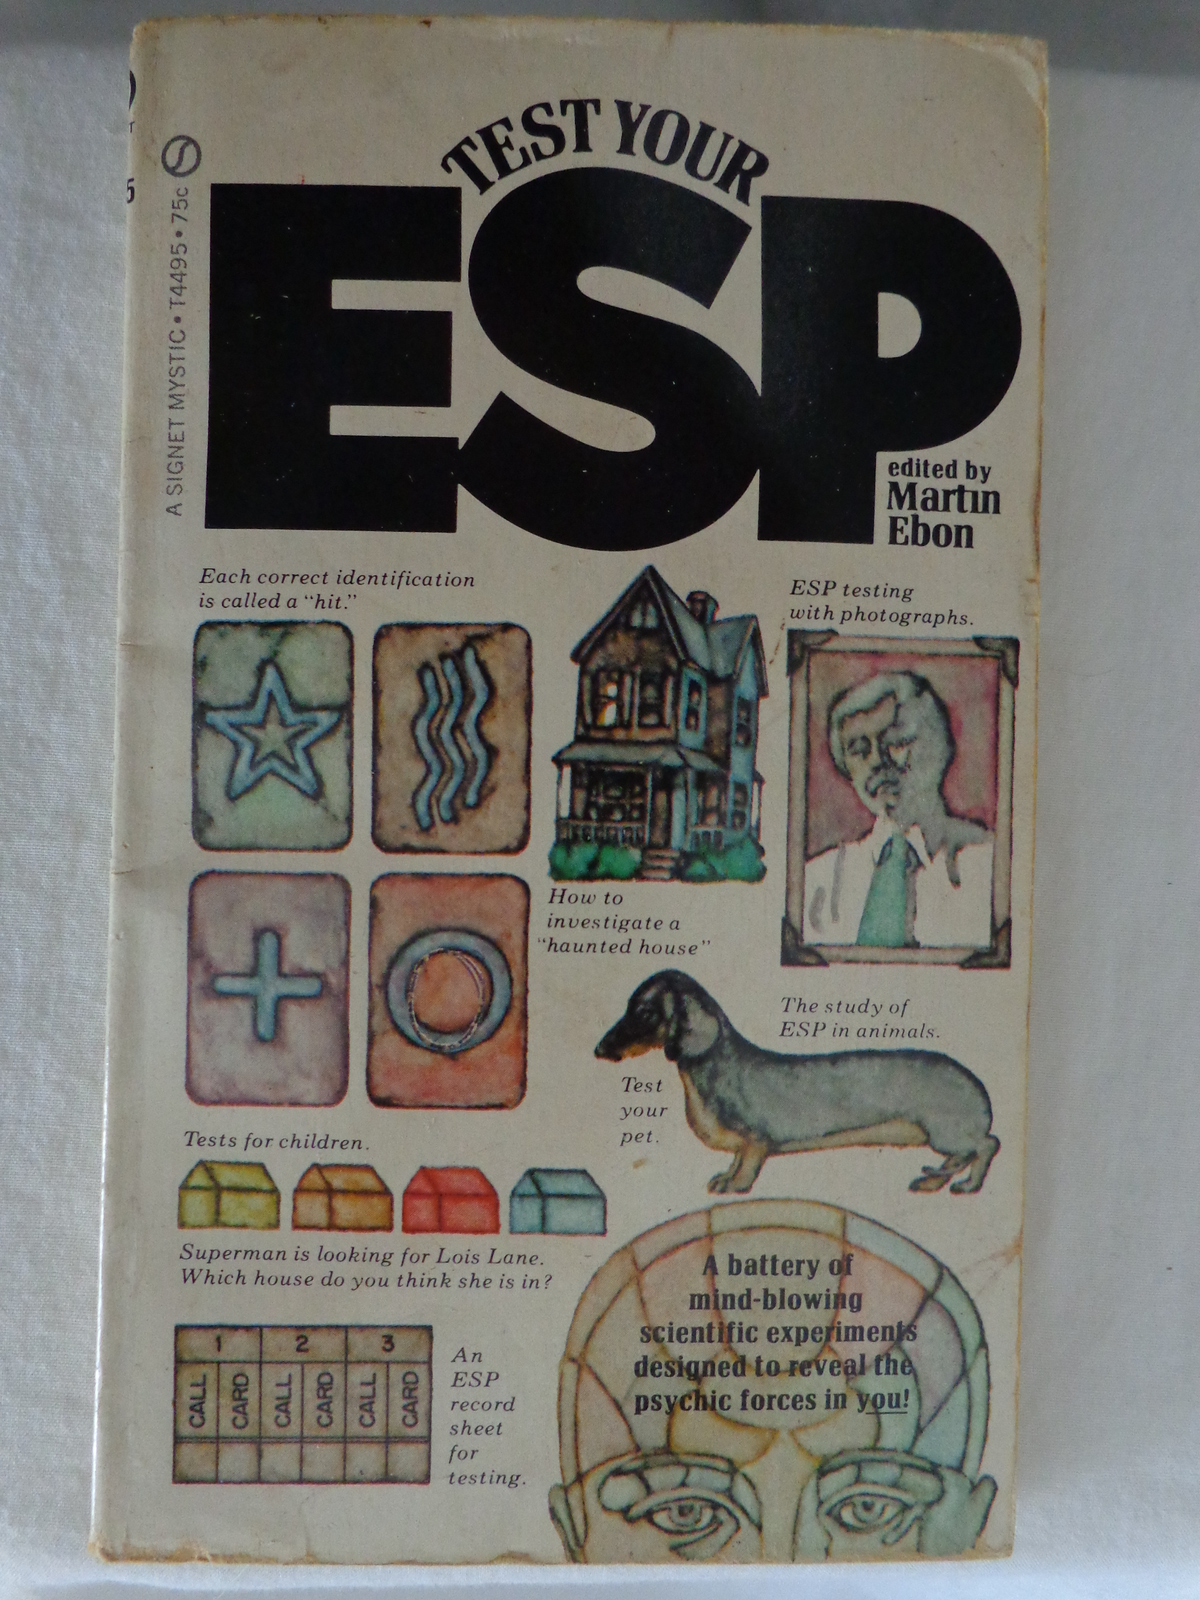 A SIGNET MYSTIC • T4495 • 75c
TEST YOUR
ESP
edited by
Martin
Ebon
Each correct identification
is called a "hit."
ESP testing
with photographs.
How to
investigate a
"haunted house"
The study of
ESP in animals.
Test
your
pet.
Tests for children.
Superman is looking for Lois Lane.
Which house do you think she is in?
1 2 3
CALL CARD CALL CARD CALL CARD
An
ESP
record
sheet
for
testing.
A battery of
mind-blowing
scientific experiments
designed to reveal the
psychic forces in you!